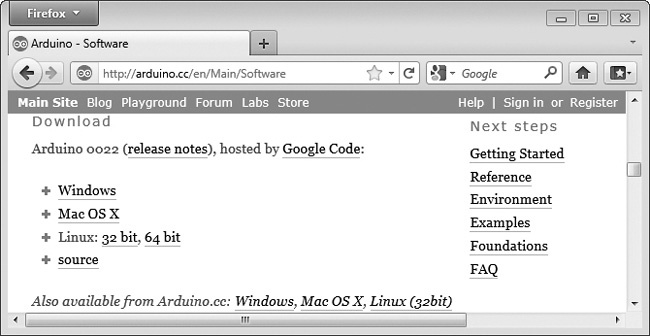 Firefox
Arduino - Software
http://arduino.cc/en/Main/Software
Google
Main Site Blog Playground Forum Labs Store
Help | Sign in or Register
Download
Arduino 0022 (release notes), hosted by Google Code:
Windows
Mac OS X
Linux: 32 bit, 64 bit
source
Also available from Arduino.cc: Windows, Mac OS X, Linux (32bit)
Next steps
Getting Started
Reference
Environment
Examples
Foundations
FAQ